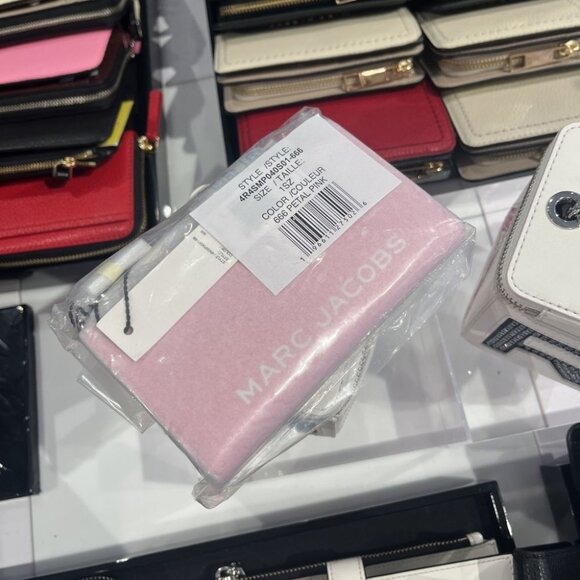 STYLE /STYLE:
4R4SMP040S01-666
SIZE / TAILLE:
1SZ
COLOR /COULEUR
666 PETAL PINK
MARC JACOBS